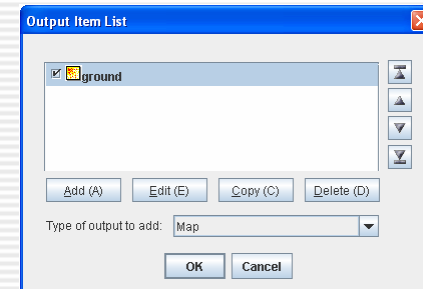 Output Item List
ground
Add (A) Edit (E) Copy (C) Delete (D)
Type of output to add: Map
OK Cancel